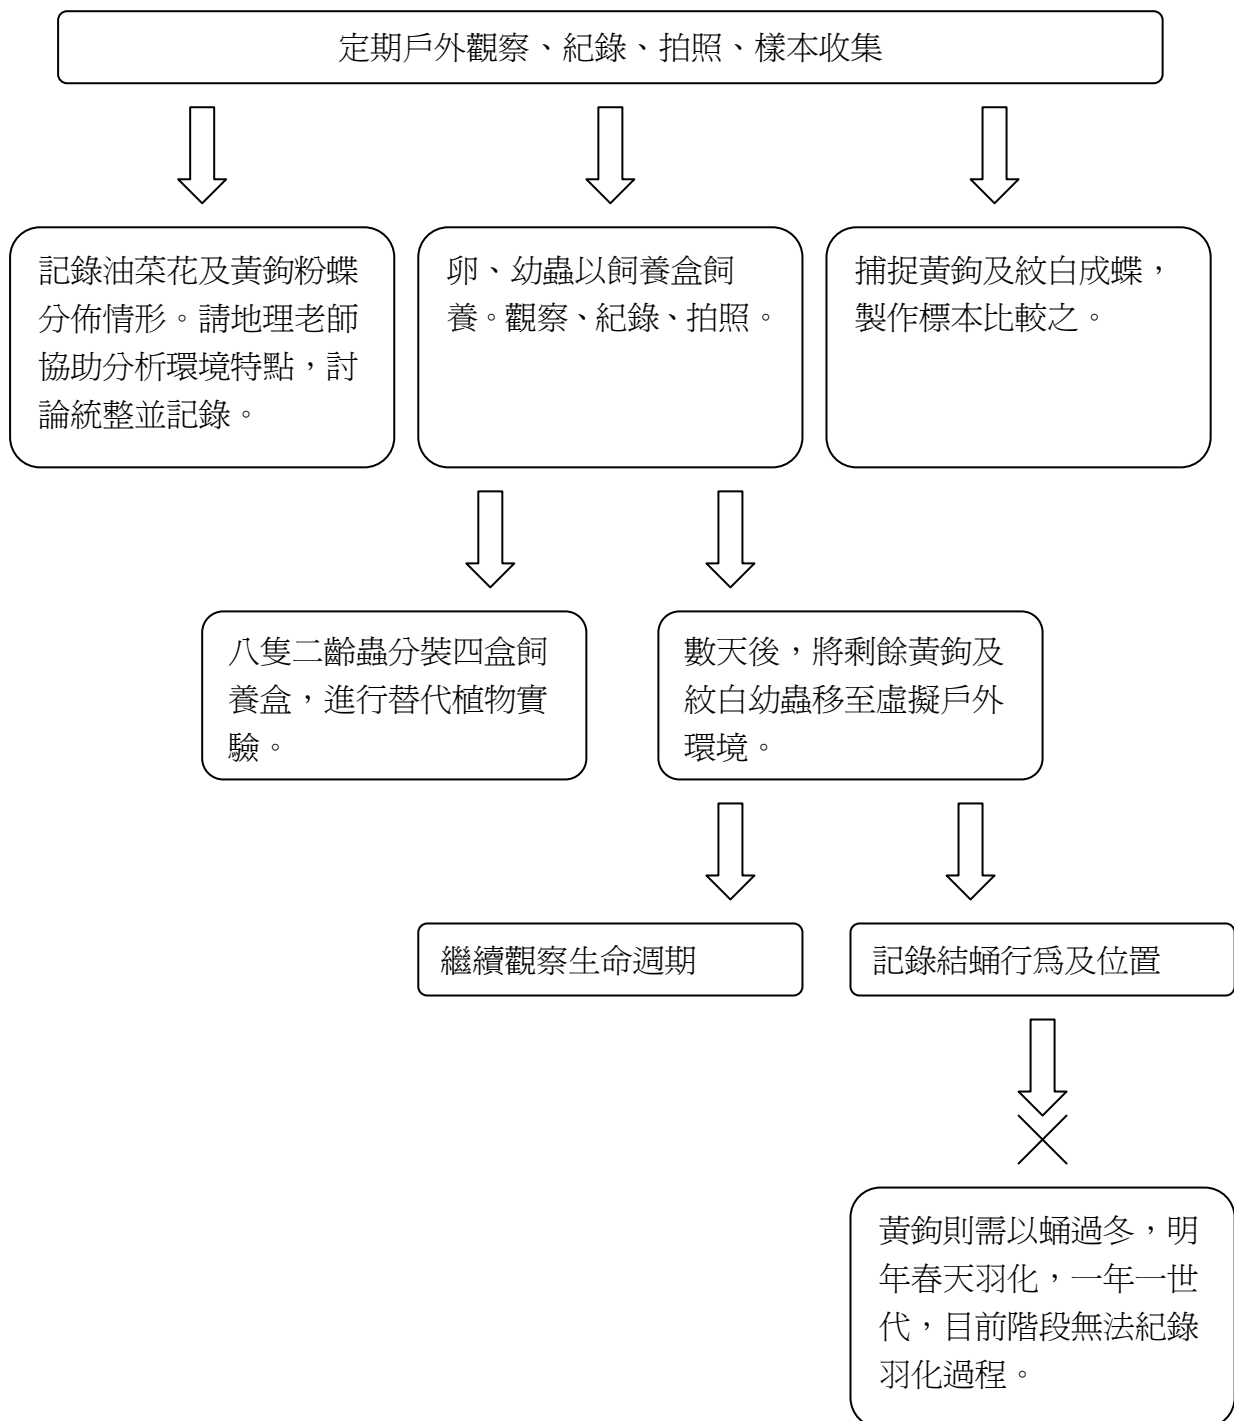 定期戶外觀察、紀錄、拍照、樣本收集
記錄油菜花及黃鉤粉蝶
分佈情形。請地理老師
協助分析環境特點，討
論統整並記錄。
卵、幼蟲以飼養盒飼
養。觀察、紀錄、拍照。
捕捉黃鉤及紋白成蝶，
製作標本比較之。
八隻二齡蟲分裝四盒飼
養盒，進行替代植物實
驗。
數天後，將剩餘黃鉤及
紋白幼蟲移至虛擬戶外
環境。
繼續觀察生命週期
記錄結蛹行為及位置
黃鉤則需以蛹過冬，明
年春天羽化，一年一世
代，目前階段無法紀錄
羽化過程。